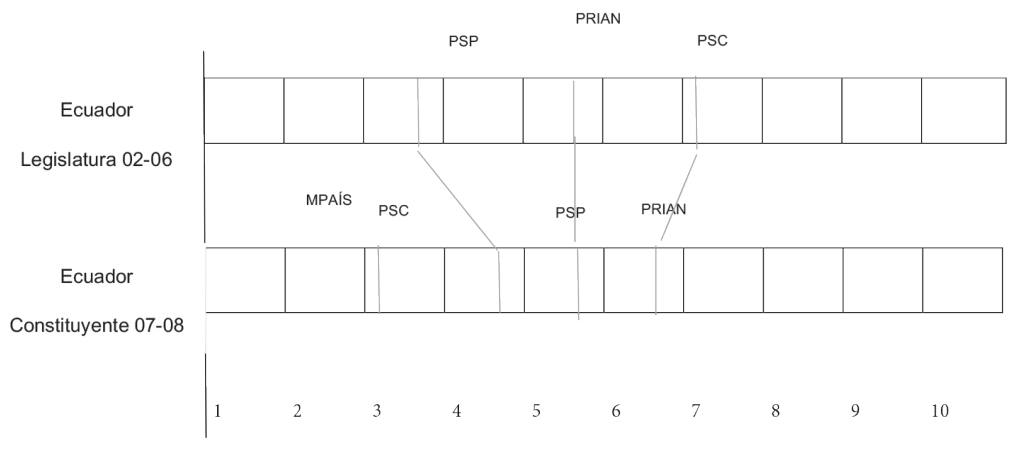 PRIAN
PSP
PSC
Ecuador
Legislatura 02-06
MPAÍS
PSC
PSP
PRIAN
Ecuador
Constituyente 07-08
1 2 3 4 5 6 7 8 9 10